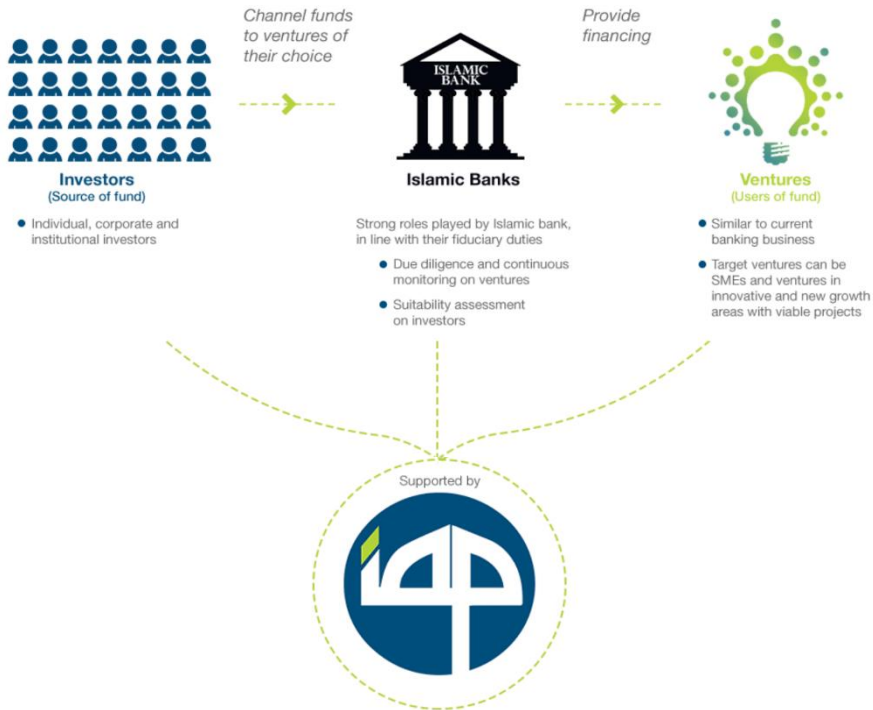 Channel funds
to ventures of
their choice
Provide
financing
ISLAMIC
BANK
Investors
(Source of fund)
Individual, corporate and
institutional investors
Islamic Banks
Strong roles played by Islamic bank,
in line with their fiduciary duties
Due diligence and continuous
monitoring on ventures
Suitability assessment
on investors
Ventures
(Users of fund)
Similar to current
banking business
Target ventures can be
SMEs and ventures in
innovative and new growth
areas with viable projects
Supported by
iap